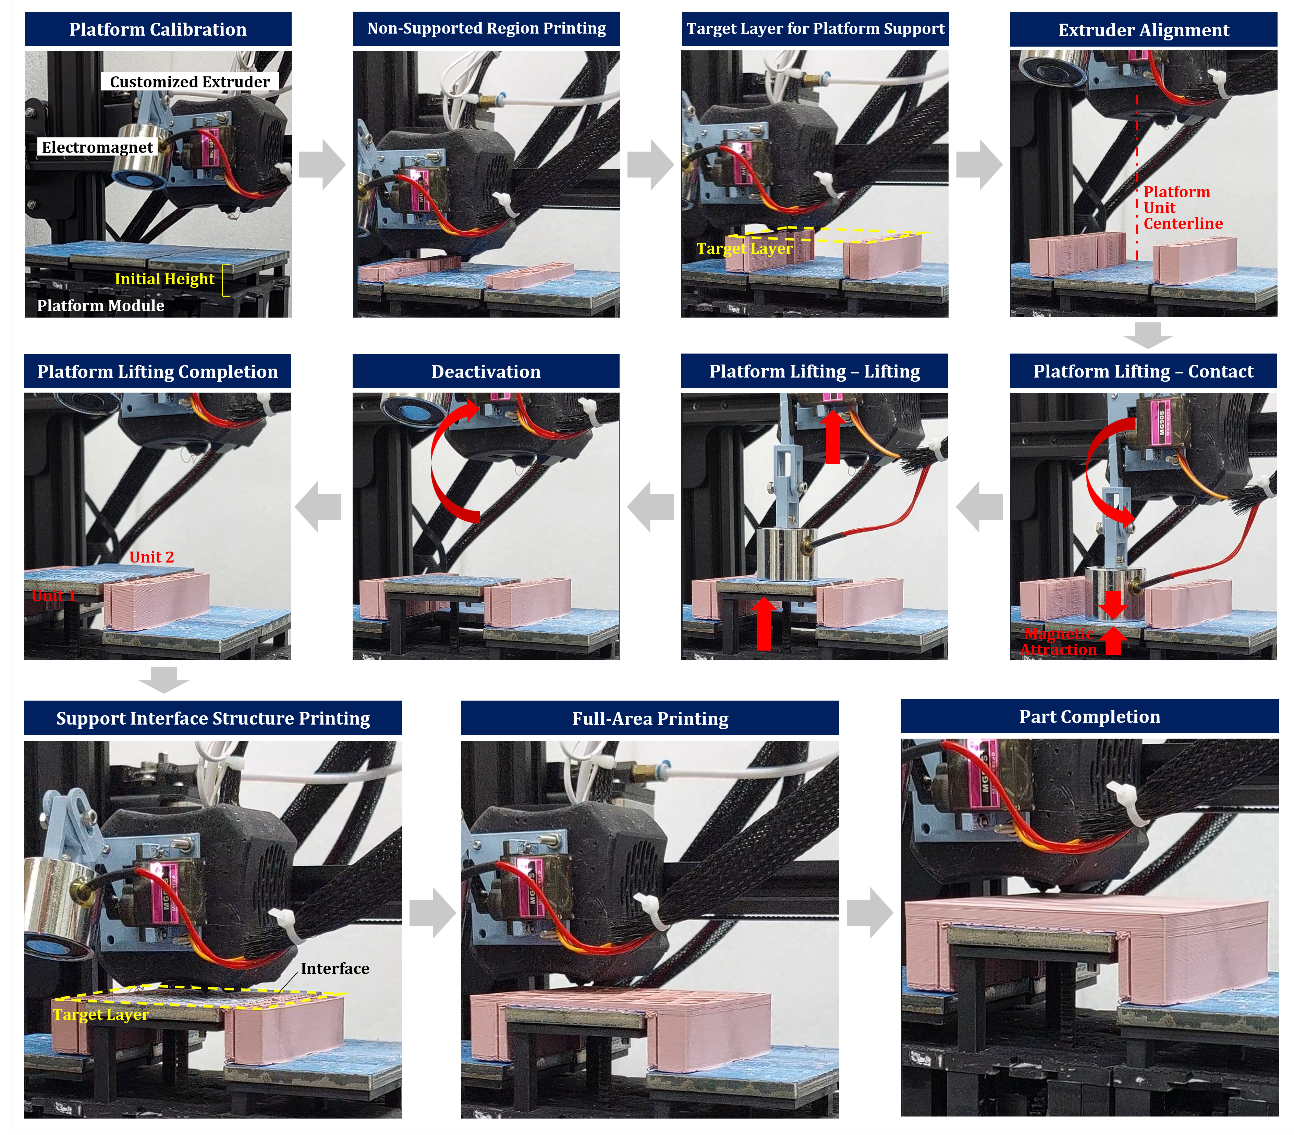 Platform Calibration
Non-Supported Region Printing
Target Layer for Platform Support
Extruder Alignment
Customized Extruder
Electromagnet
Initial Height
Platform Module
Target Layer
Platform
Unit
Centerline
Platform Lifting Completion
Deactivation
Platform Lifting – Lifting
Platform Lifting – Contact
Unit 2
Unit 1
MG90S
Magnetic
Attraction
Support Interface Structure Printing
Full-Area Printing
Part Completion
Interface
Target Layer